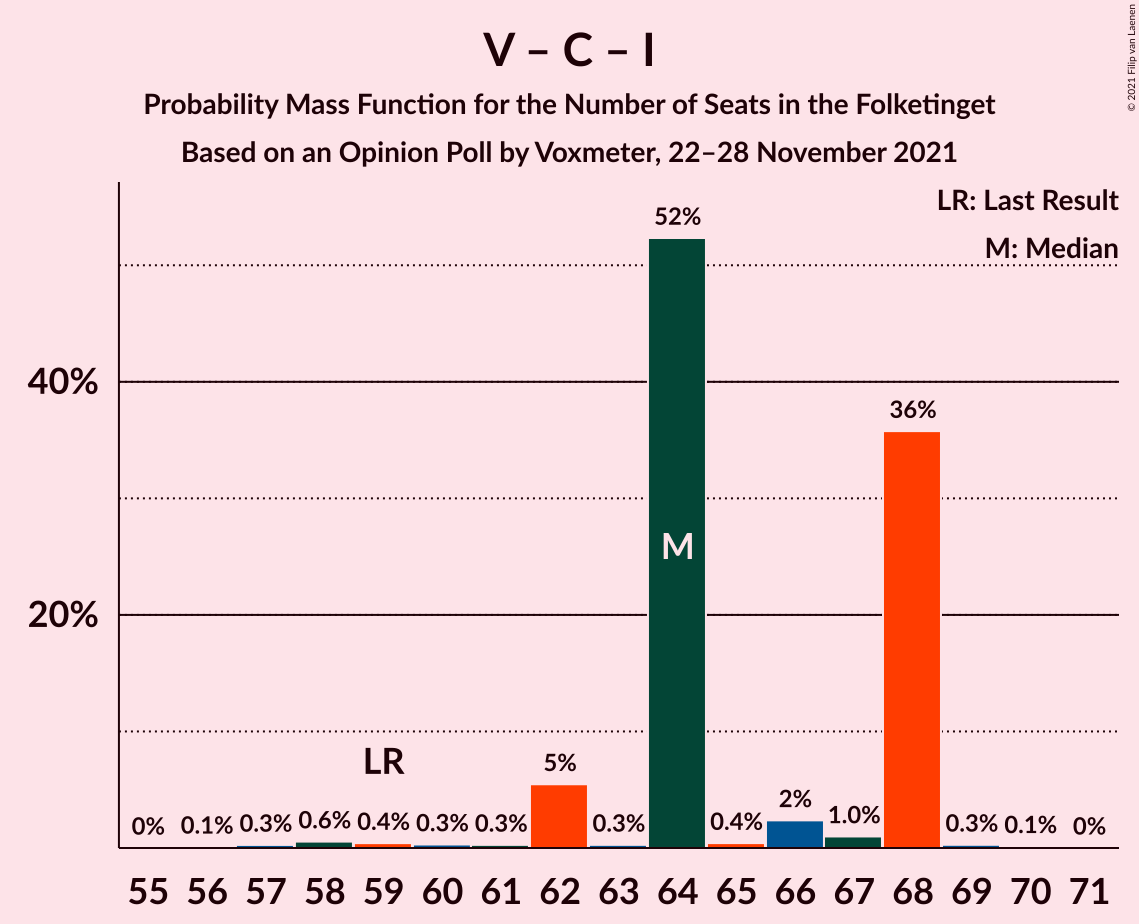 V – C – I
Probability Mass Function for the Number of Seats in the Folketinget
Based on an Opinion Poll by Voxmeter, 22–28 November 2021
© 2021 Filip van Laenen
LR: Last Result
M: Median
52%
40%
36%
M
20%
LR
5%
2%
0% 0.1% 0.3% 0.6% 0.4% 0.3% 0.3% 0.3% 0.4% 1.0% 0.3% 0.1% 0%
55 56 57 58 59 60 61 62 63 64 65 66 67 68 69 70 71